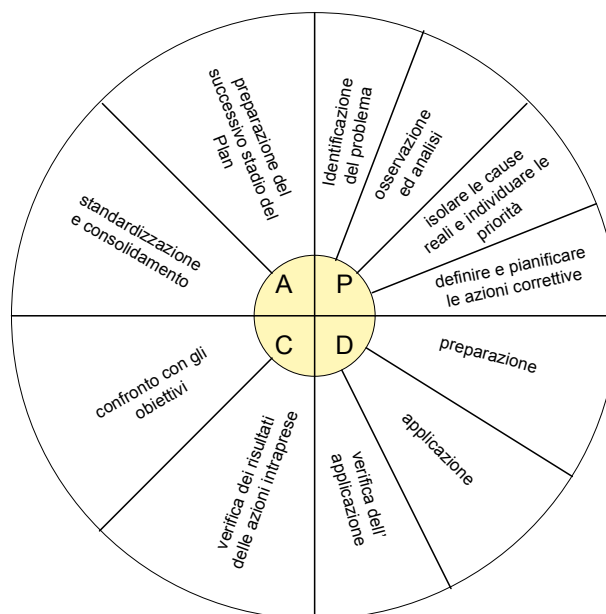 Identificazione
del problema
osservazione
ed analisi
isolare le cause
reali e individuare le
priorità
definire e pianificare
le azioni correttive
preparazione
applicazione
verifica dell'
applicazione
verifica dei risultati
delle azioni intraprese
confronto con gli
obiettivi
standardizzazione
e consolidamento
preparazione del
successivo stadio del
Plan
A P
C D